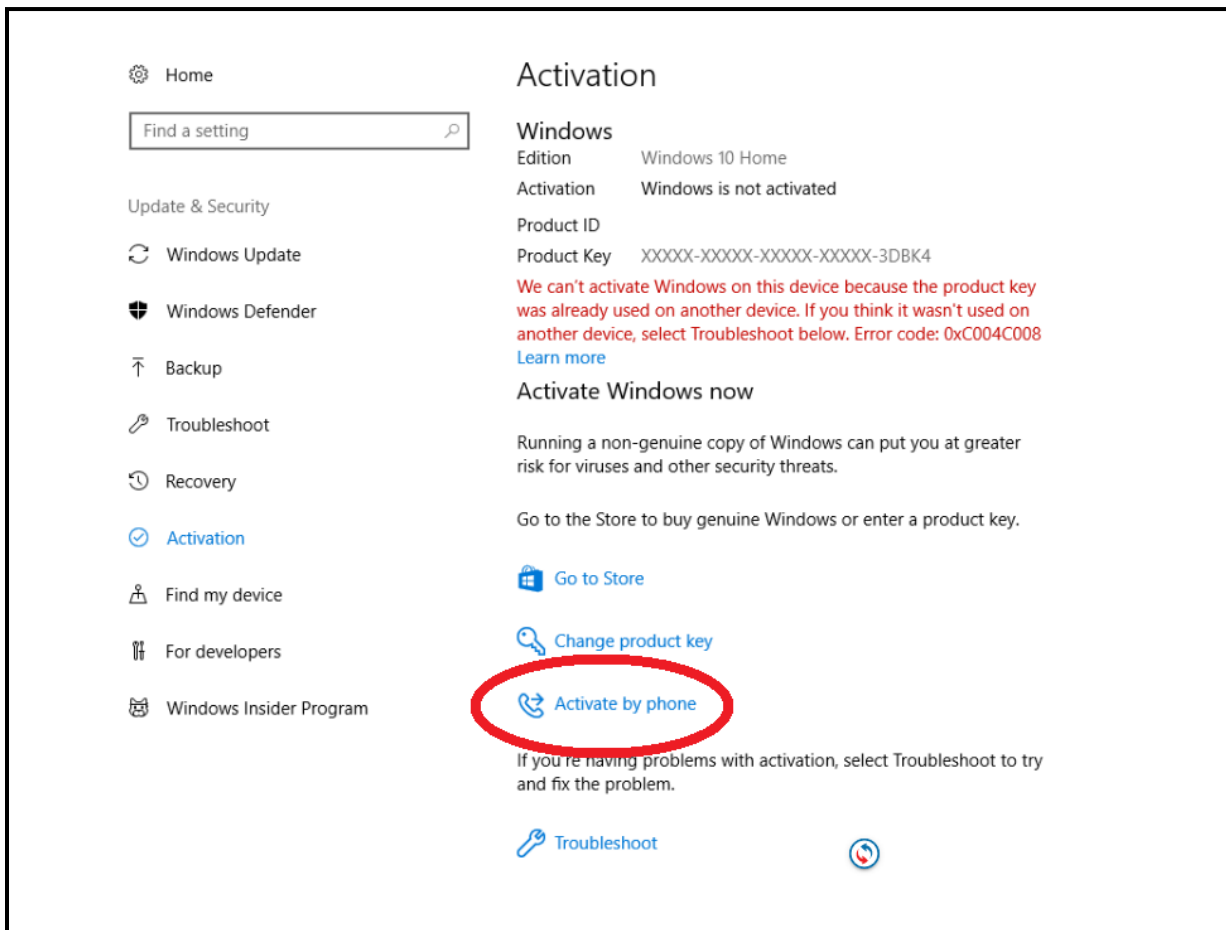 Home
Find a setting
Update & Security
Windows Update
Windows Defender
Backup
Troubleshoot
Recovery
Activation
Find my device
For developers
Windows Insider Program
Activation
Windows
Edition Windows 10 Home
Activation Windows is not activated
Product ID
Product Key XXXXX-XXXXX-XXXXX-XXXXX-3DBK4
We can't activate Windows on this device because the product key
was already used on another device. If you think it wasn't used on
another device, select Troubleshoot below. Error code: 0xC004C008
Learn more
Activate Windows now
Running a non-genuine copy of Windows can put you at greater
risk for viruses and other security threats.
Go to the Store to buy genuine Windows or enter a product key.
Go to Store
Change product key
Activate by phone
If you're having problems with activation, select Troubleshoot to try
and fix the problem.
Troubleshoot